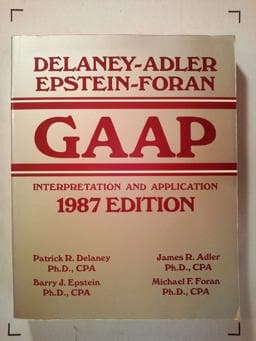 DELANEY-ADLER
EPSTEIN-FORAN
GAAP
INTERPRETATION AND APPLICATION
1987 EDITION
Patrick R. Delaney
Ph.D., CPA
James R. Adler
Ph.D., CPA
Barry J. Epstein
Ph.D., CPA
Michael F. Foran
Ph.D., CPA